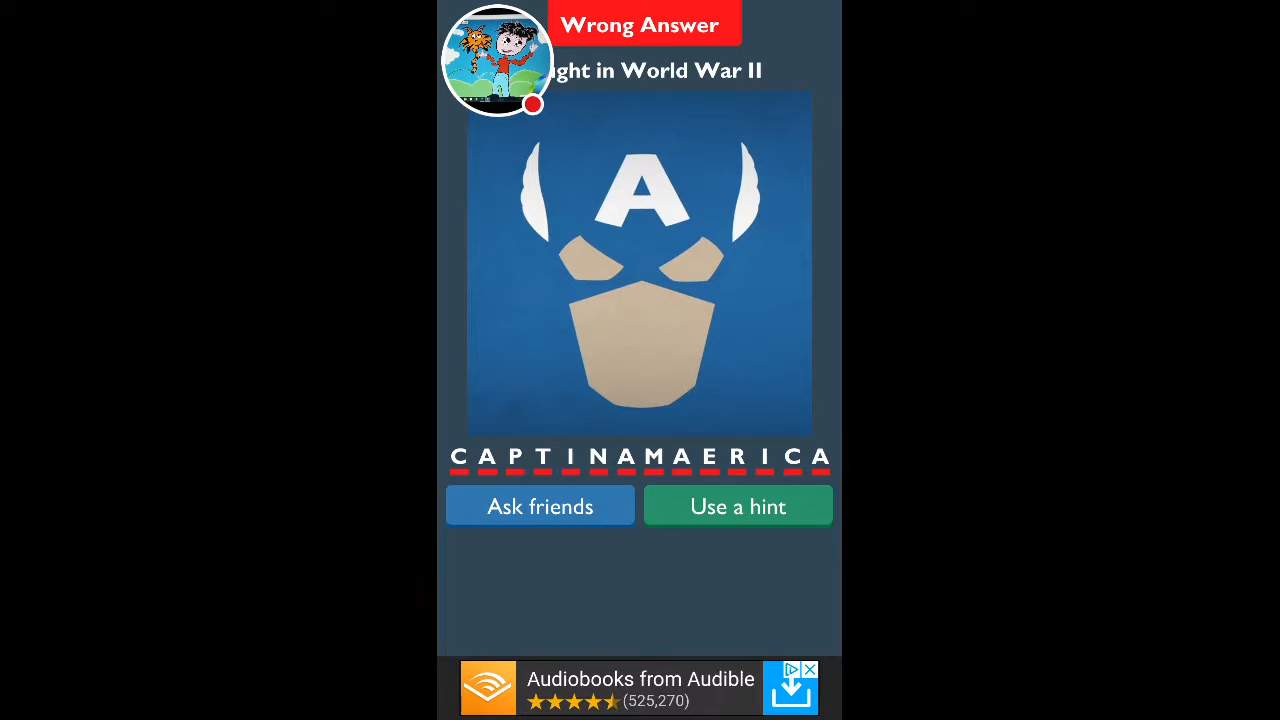 Wrong Answer
ght in World War II
A
CAPTINAMAERICA
Ask friends
Use a hint
Audiobooks from Audible
(525,270)